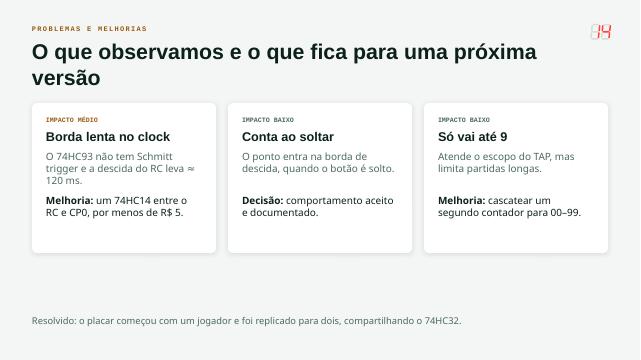 PROBLEMAS E MELHORIAS
14
O que observamos e o que fica para uma próxima
versão
IMPACTO MÉDIO
Borda lenta no clock
O 74HC93 não tem Schmitt
trigger e a descida do RC leva ≈
120 ms.
Melhoria: um 74HC14 entre o
RC e CP0, por menos de R$ 5.
IMPACTO BAIXO
Conta ao soltar
O ponto entra na borda de
descida, quando o botão é solto.
Decisão: comportamento aceito
e documentado.
IMPACTO BAIXO
Só vai até 9
Atende o escopo do TAP, mas
limita partidas longas.
Melhoria: cascatear um
segundo contador para 00–99.
Resolvido: o placar começou com um jogador e foi replicado para dois, compartilhando o 74HC32.